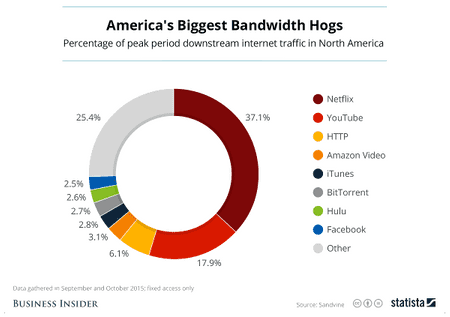 America's Biggest Bandwidth Hogs
Percentage of peak period downstream internet traffic in North America
25.4%
37.1%
2.5%
2.6%
2.7%
2.8%
3.1%
6.1%
17.9%
Netflix
YouTube
HTTP
Amazon Video
iTunes
BitTorrent
Hulu
Facebook
Other
Data gathered in September and October 2015; fixed access only
BUSINESS INSIDER
Source: Sandvine
statista